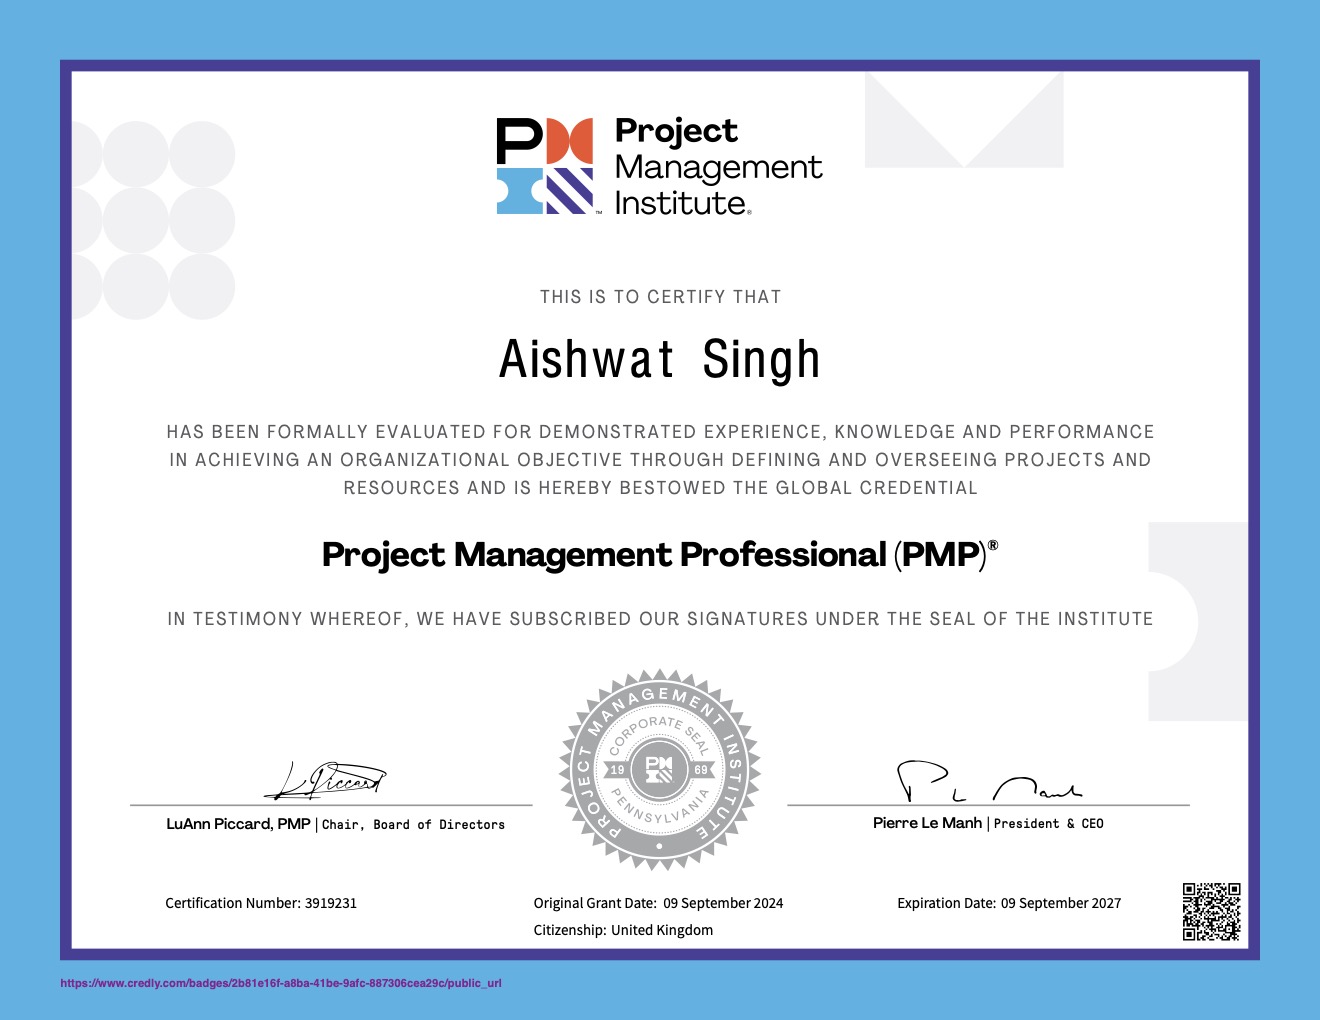 Project
Management
Institute®
THIS IS TO CERTIFY THAT
Aishwat Singh
HAS BEEN FORMALLY EVALUATED FOR DEMONSTRATED EXPERIENCE, KNOWLEDGE AND PERFORMANCE
IN ACHIEVING AN ORGANIZATIONAL OBJECTIVE THROUGH DEFINING AND OVERSEEING PROJECTS AND
RESOURCES AND IS HEREBY BESTOWED THE GLOBAL CREDENTIAL
Project Management Professional (PMP)®
IN TESTIMONY WHEREOF, WE HAVE SUBSCRIBED OUR SIGNATURES UNDER THE SEAL OF THE INSTITUTE
PROJECT MANAGEMENT INSTITUTE
CORPORATE SEAL
19 69
PENNSYLVANIA
L Piccard
LuAnn Piccard, PMP | Chair, Board of Directors
Pierre Le Manh | President & CEO
Certification Number: 3919231
Original Grant Date: 09 September 2024
Expiration Date: 09 September 2027
Citizenship: United Kingdom
https://www.credly.com/badges/2b81e16f-a8ba-41be-9afc-887306cea29c/public_url